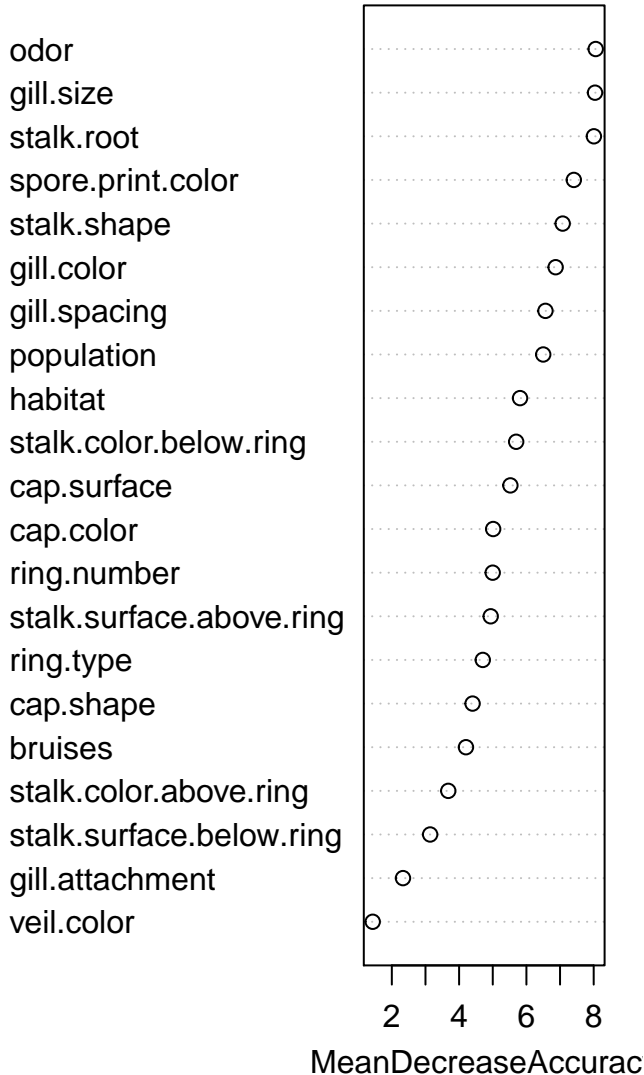 odor
gill.size
stalk.root
spore.print.color
stalk.shape
gill.color
gill.spacing
population
habitat
stalk.color.below.ring
cap.surface
cap.color
ring.number
stalk.surface.above.ring
ring.type
cap.shape
bruises
stalk.color.above.ring
stalk.surface.below.ring
gill.attachment
veil.color
2 4 6 8
MeanDecreaseAccurac